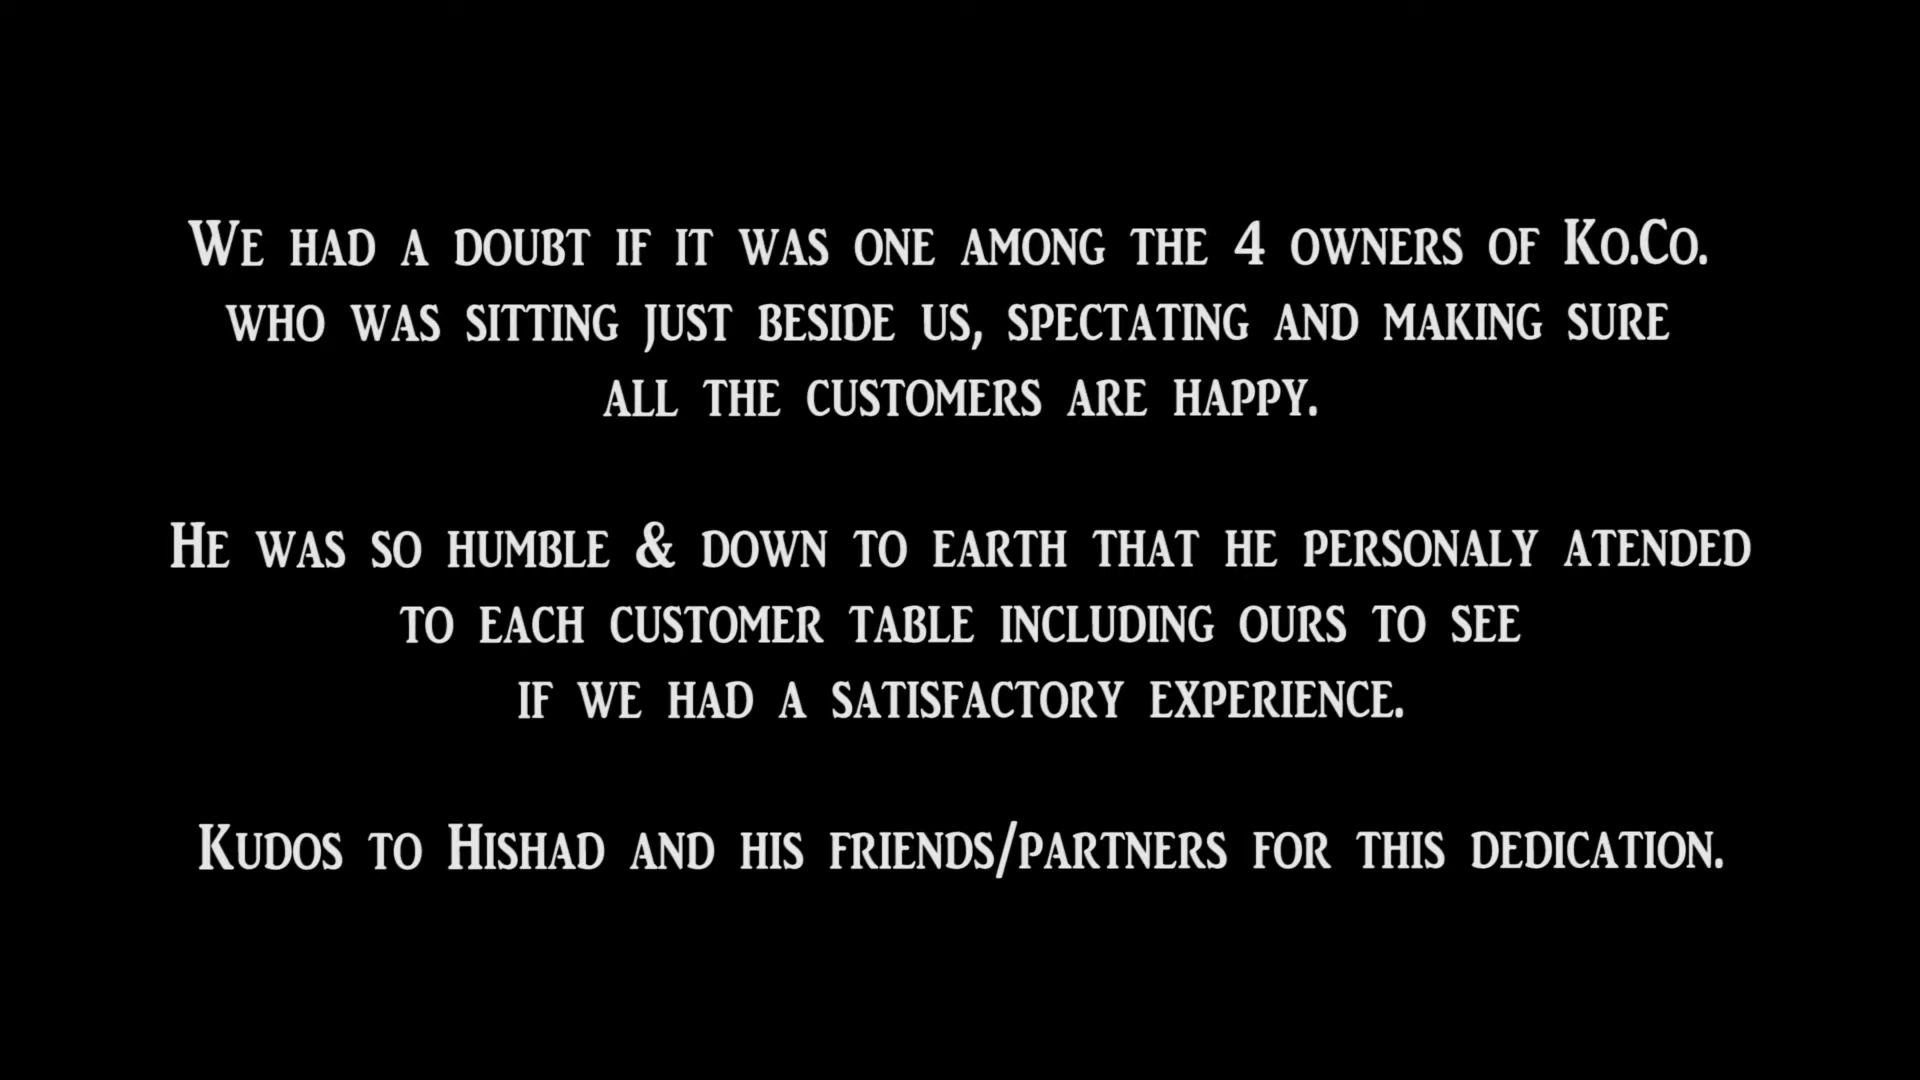 We had a doubt if it was one among the 4 owners of Ko.Co.
who was sitting just beside us, spectating and making sure
all the customers are happy.
He was so humble & down to earth that he personaly atended
to each customer table including ours to see
if we had a satisfactory experience.
Kudos to Hishad and his friends/partners for this dedication.